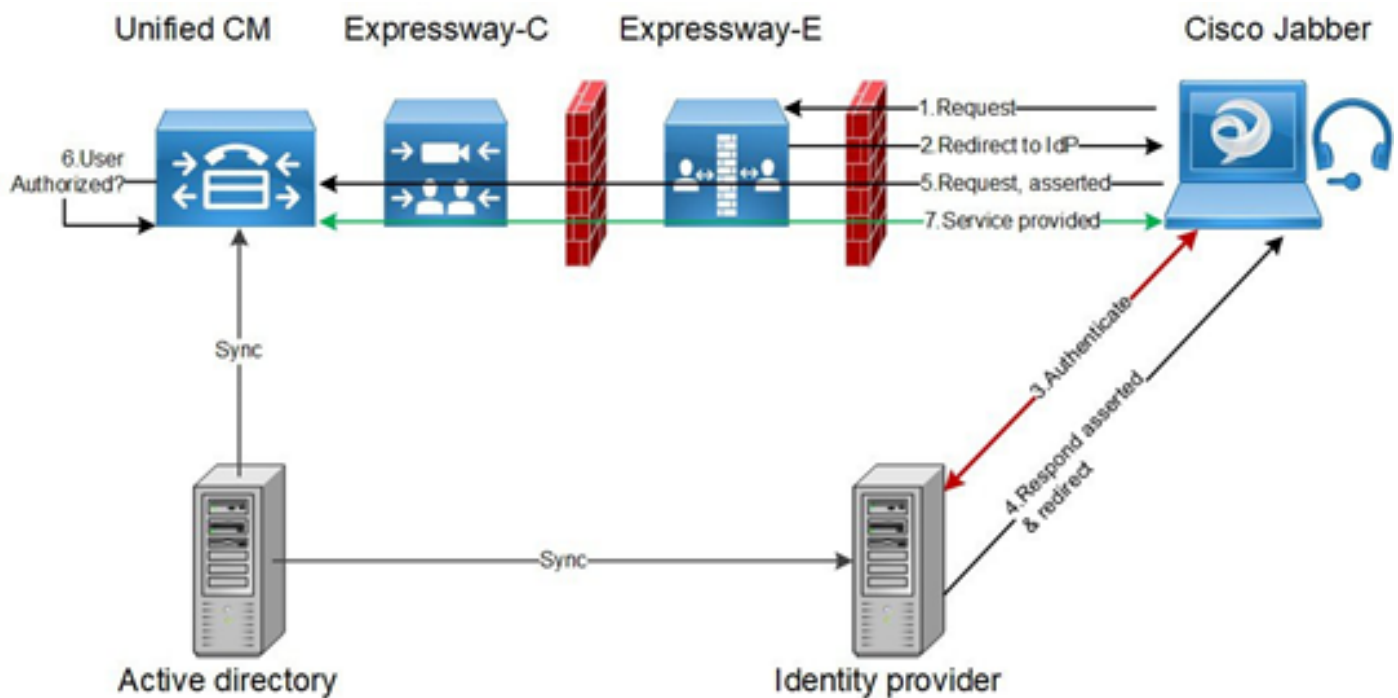 Unified CM
Expressway-C
Expressway-E
Cisco Jabber
1.Request
2.Redirect to IdP
6.User
Authorized?
5.Request, asserted
7.Service provided
3.Authenticate
4.Respond asserted
& redirect
Sync
Sync
Active directory
Identity provider